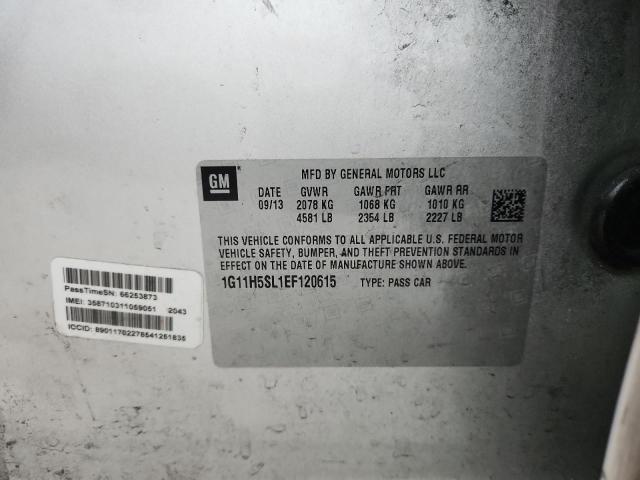 GM
MFD BY GENERAL MOTORS LLC
DATE GVWR GAWR FRT GAWR RR
09/13 2078 KG 1068 KG 1010 KG
4581 LB 2354 LB 2227 LB
THIS VEHICLE CONFORMS TO ALL APPLICABLE U.S. FEDERAL MOTOR
VEHICLE SAFETY, BUMPER, AND THEFT PREVENTION STANDARDS IN
EFFECT ON THE DATE OF MANUFACTURE SHOWN ABOVE.
1G11H5SL1EF120615 TYPE: PASS CAR
PassTimeSN: 66253873
IMEI: 358710311059051 2043
ICCID: 89011702278541251835